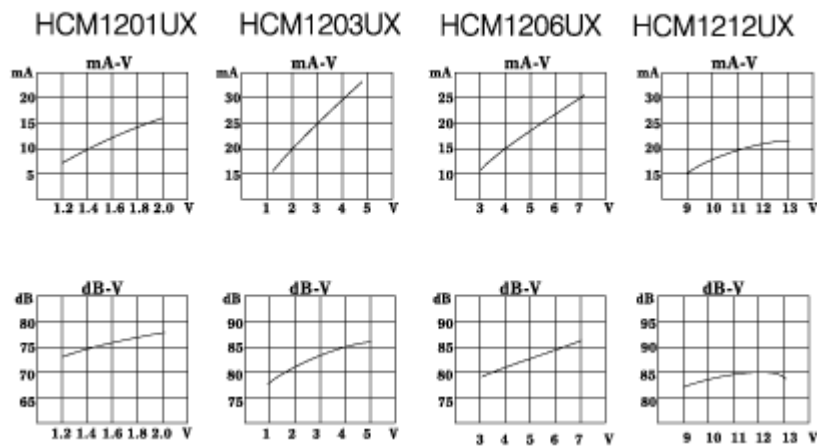 HCM1201UX HCM1203UX HCM1206UX HCM1212UX
mA-V mA-V mA-V mA-V
mA mA mA mA
20 30 25 30
15 25 20 25
10 20 15 20
5 15 10 15
1.2 1.4 1.6 1.8 2.0 V 1 2 3 4 5 V 3 4 5 6 7 V 9 10 11 12 13 V
dB-V dB-V dB-V dB-V
dB dB dB dB
80 90 90 95
75 85 85 90
70 80 80 85
65 75 75 80
1.2 1.4 1.6 1.8 2.0 V 1 2 3 4 5 V 3 4 5 6 7 V 9 10 11 12 13 V